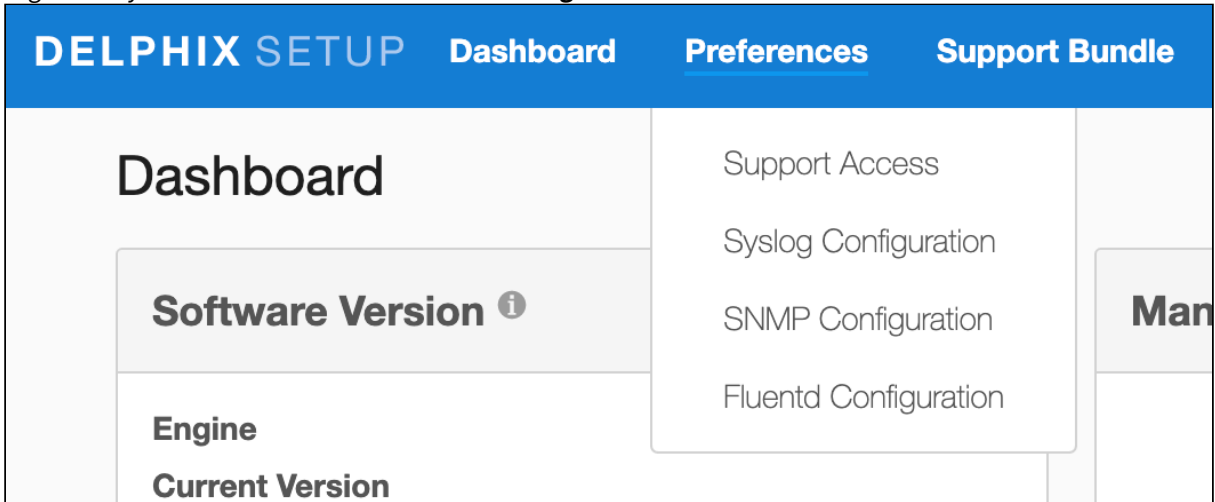 DELPHIX SETUP Dashboard Preferences Support Bundle
Dashboard
Support Access
Syslog Configuration
SNMP Configuration
Fluentd Configuration
Software Version
Man
Engine
Current Version